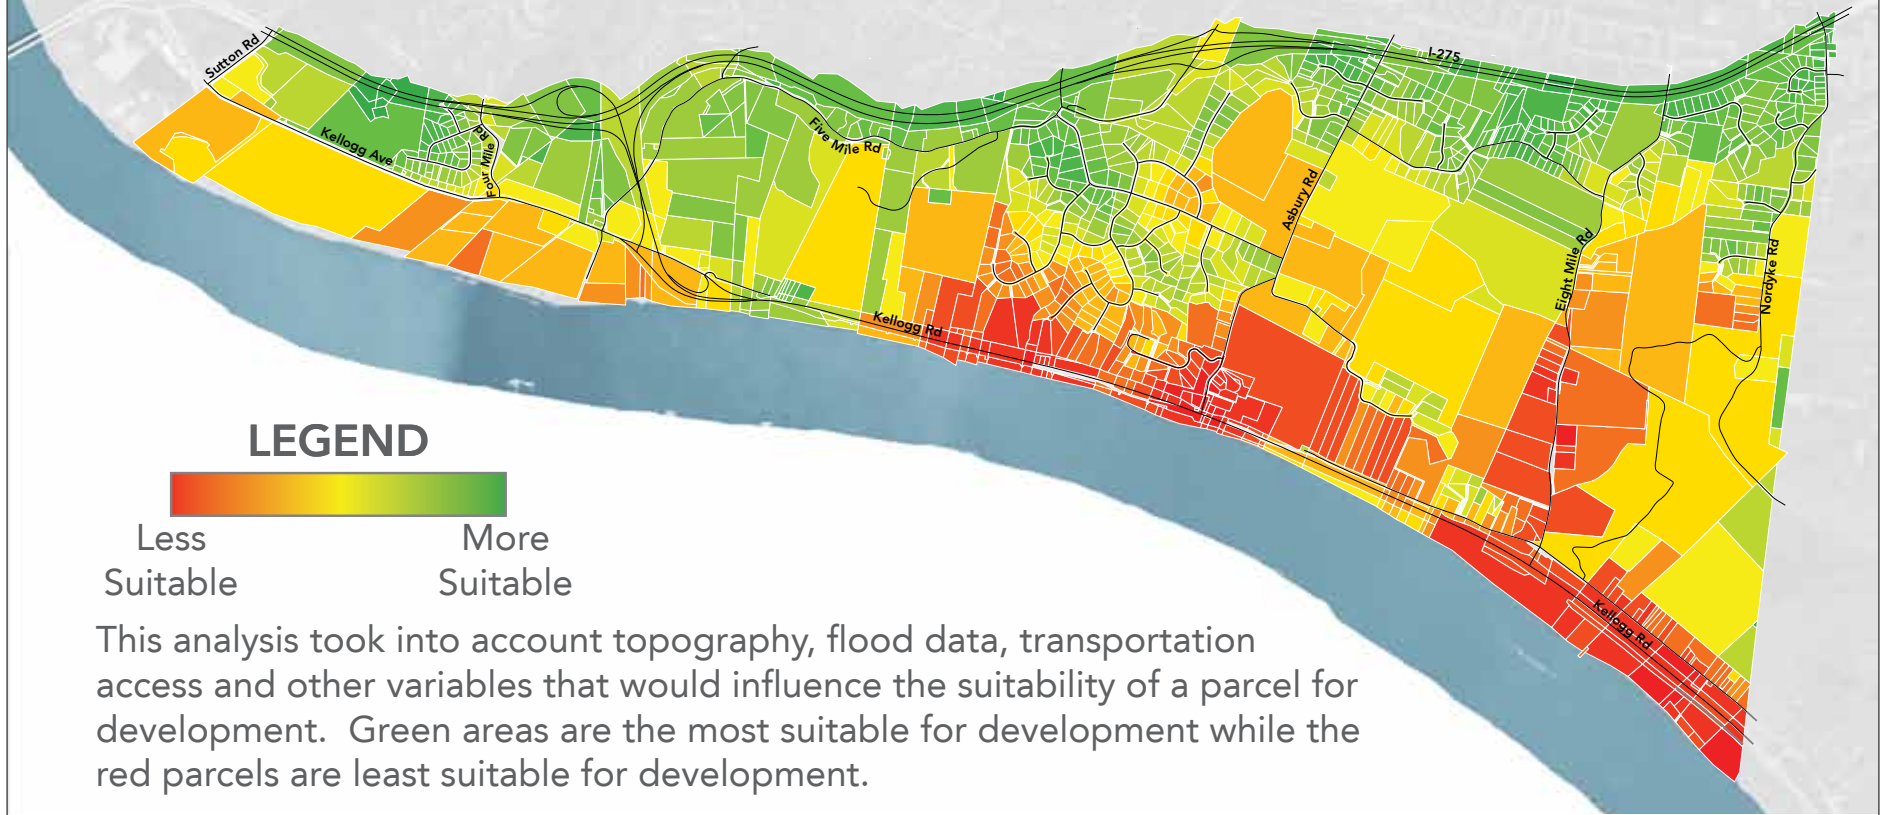 I-275
Sutton Rd
Kellogg Ave
Four Mile Rd
Five Mile Rd
Asbury Rd
Eight Mile Rd
Nordyke Rd
Kellogg Rd
Kellogg Rd
LEGEND
Less
Suitable
More
Suitable
This analysis took into account topography, flood data, transportation
access and other variables that would influence the suitability of a parcel for
development.  Green areas are the most suitable for development while the
red parcels are least suitable for development.